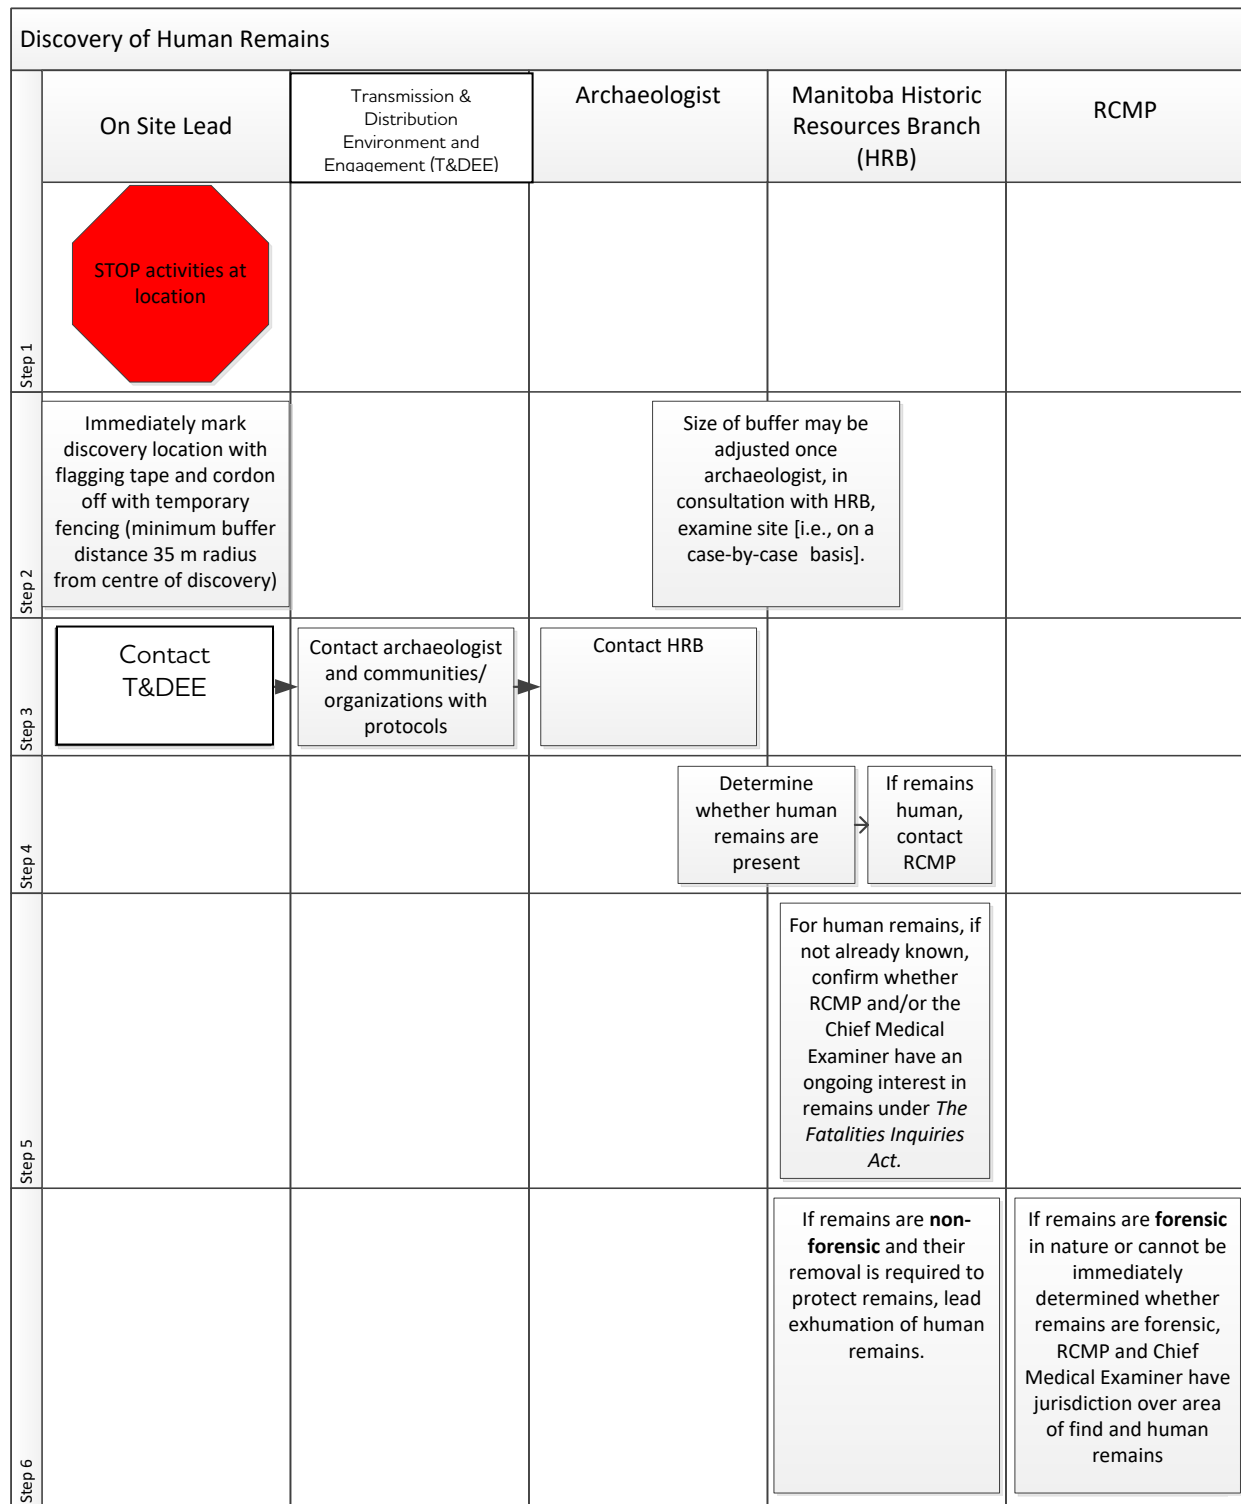 Discovery of Human Remains
On Site Lead
Transmission &
Distribution
Environment and
Engagement (T&DEE)
Archaeologist
Manitoba Historic
Resources Branch
(HRB)
RCMP
Step 1
STOP activities at
location
Step 2
Immediately mark
discovery location with
flagging tape and cordon
off with temporary
fencing (minimum buffer
distance 35 m radius
from centre of discovery)
Size of buffer may be
adjusted once
archaeologist, in
consultation with HRB,
examine site [i.e., on a
case-by-case basis].
Step 3
Contact
T&DEE
Contact archaeologist
and communities/
organizations with
protocols
Contact HRB
Step 4
Determine
whether human
remains are
present
If remains
human,
contact
RCMP
Step 5
For human remains, if
not already known,
confirm whether
RCMP and/or the
Chief Medical
Examiner have an
ongoing interest in
remains under The
Fatalities Inquiries
Act.
Step 6
If remains are non-
forensic and their
removal is required to
protect remains, lead
exhumation of human
remains.
If remains are forensic
in nature or cannot be
immediately
determined whether
remains are forensic,
RCMP and Chief
Medical Examiner have
jurisdiction over area
of find and human
remains